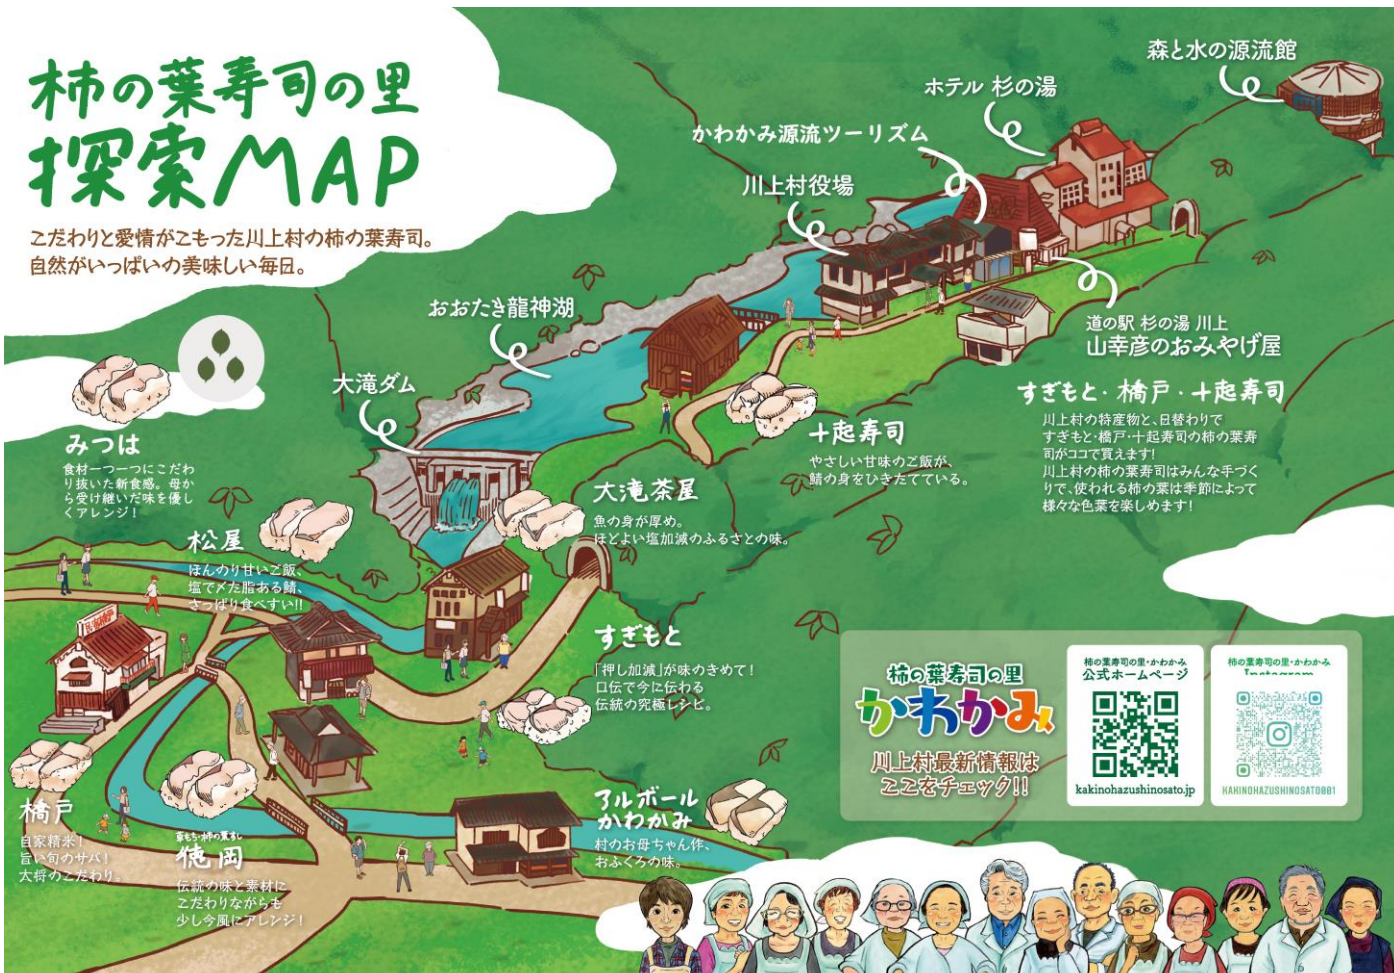 柿の葉寿司の里
探索MAP
こだわりと愛情がこもった川上村の柿の葉寿司。
自然がいっぱいの美味しい毎日。
森と水の源流館
ホテル 杉の湯
かわかみ源流ツーリズム
川上村役場
おおたき龍神湖
大滝ダム
道の駅 杉の湯 川上
山幸彦のおみやげ屋
すぎもと・橋戸・十起寿司
川上村の特産物と、日替わりで
すぎもと・橋戸・十起寿司の柿の葉寿
司がココで買えます!
川上村の柿の葉寿司はみんな手づく
りで、使われる柿の葉は季節によって
様々な色葉を楽しめます!
みつは
食材一つ一つにこだわ
り抜いた新食感。母か
ら受け継いだ味を優し
くアレンジ!
十起寿司
やさしい甘味のご飯が、
鯖の身をひきたてている。
大滝茶屋
魚の身が厚め。
ほどよい塩加減のふるさとの味。
松屋
ほんのり甘いご飯、
塩で〆た脂ある鯖、
さっぱり食べすい!!
すぎもと
「押し加減」が味のきめて!
口伝で今に伝わる
伝統の究極レシピ。
橋戸
自家精米!
旨い旬のサバ!
大将のこだわり。
草もち・柿の葉すし
徳岡
伝統の味と素材に
こだわりながらも
少し今風にアレンジ!
アルボール
かわかみ
村のお母ちゃん作、
おふくろの味。
柿の葉寿司の里
かわかみ
川上村最新情報は
ここをチェック!!
柿の葉寿司の里・かわかみ
公式ホームページ
kakinohazushinosato.jp
柿の葉寿司の里・かわかみ
Instagram
KAKINOHAZUSHINOSATO001